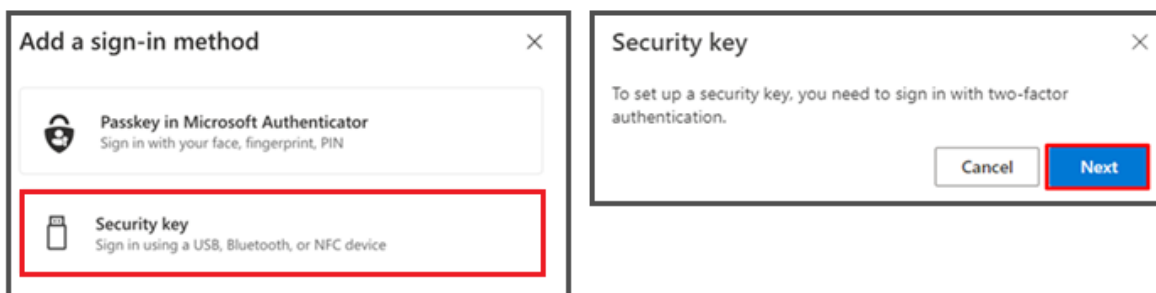 Add a sign-in method
Passkey in Microsoft Authenticator
Sign in with your face, fingerprint, PIN
Security key
Sign in using a USB, Bluetooth, or NFC device
Security key
To set up a security key, you need to sign in with two-factor
authentication.
Cancel
Next